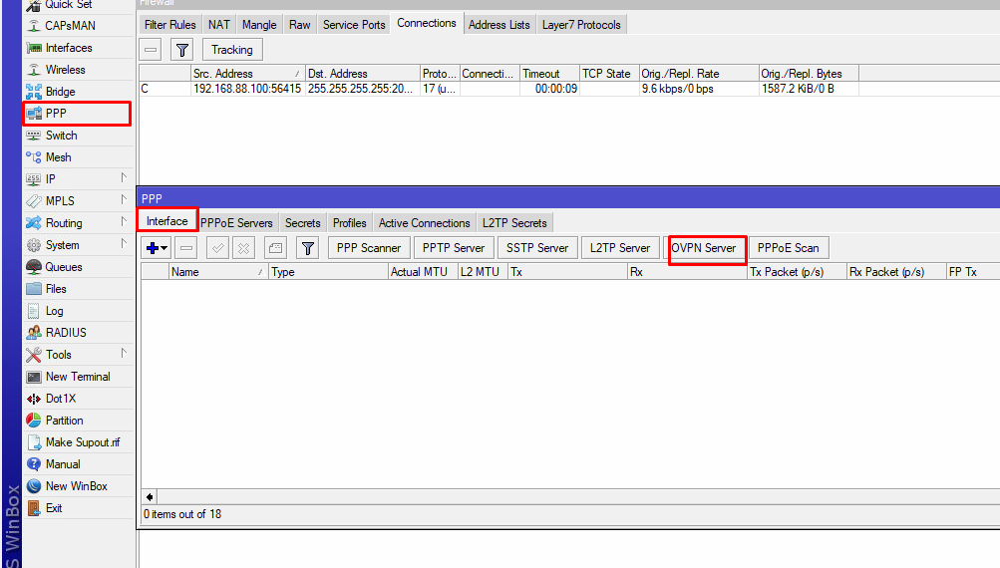 Quick Set
CAPsMAN
Interfaces
Wireless
Bridge
PPP
Switch
Mesh
255 IP
MPLS
Routing
System
Queues
Files
Log
RADIUS
Tools
New Terminal
Dot1X
Partition
Make Supout.rif
Manual
New WinBox
Exit
S WinBox
Firewall
Filter Rules NAT Mangle Raw Service Ports Connections Address Lists Layer7 Protocols
Tracking
Src. Address / Dst. Address Proto... Connecti... Timeout TCP State Orig./Repl. Rate Orig./Repl. Bytes
C 192.168.88.100:56415 255.255.255.255:20... 17 (u... 00:00:09 9.6 kbps/0 bps 1587.2 KiB/0 B
PPP
Interface PPPoE Servers Secrets Profiles Active Connections L2TP Secrets
PPP Scanner PPTP Server SSTP Server L2TP Server OVPN Server PPPoE Scan
Name / Type Actual MTU L2 MTU Tx Rx Tx Packet (p/s) Rx Packet (p/s) FP Tx
0 items out of 18